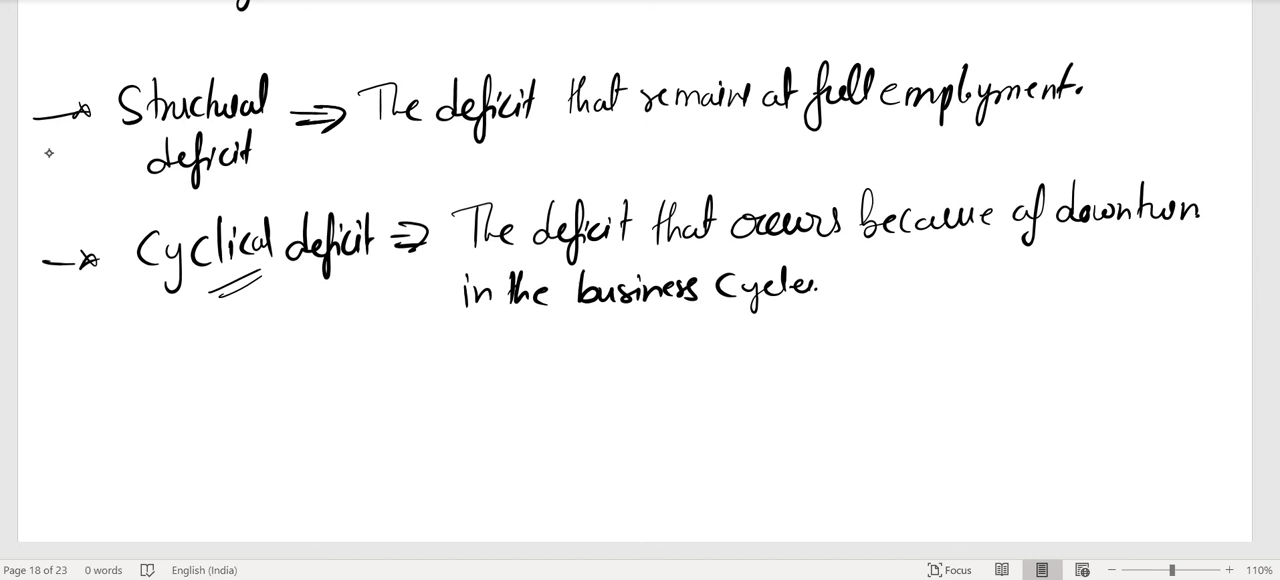 Structural ⇒ The deficit that remains at full employment.
deficit
Cyclical deficit ⇒ The deficit that occurs because of downturn
in the business cycle.
Page 18 of 23 0 words English (India) Focus 110%